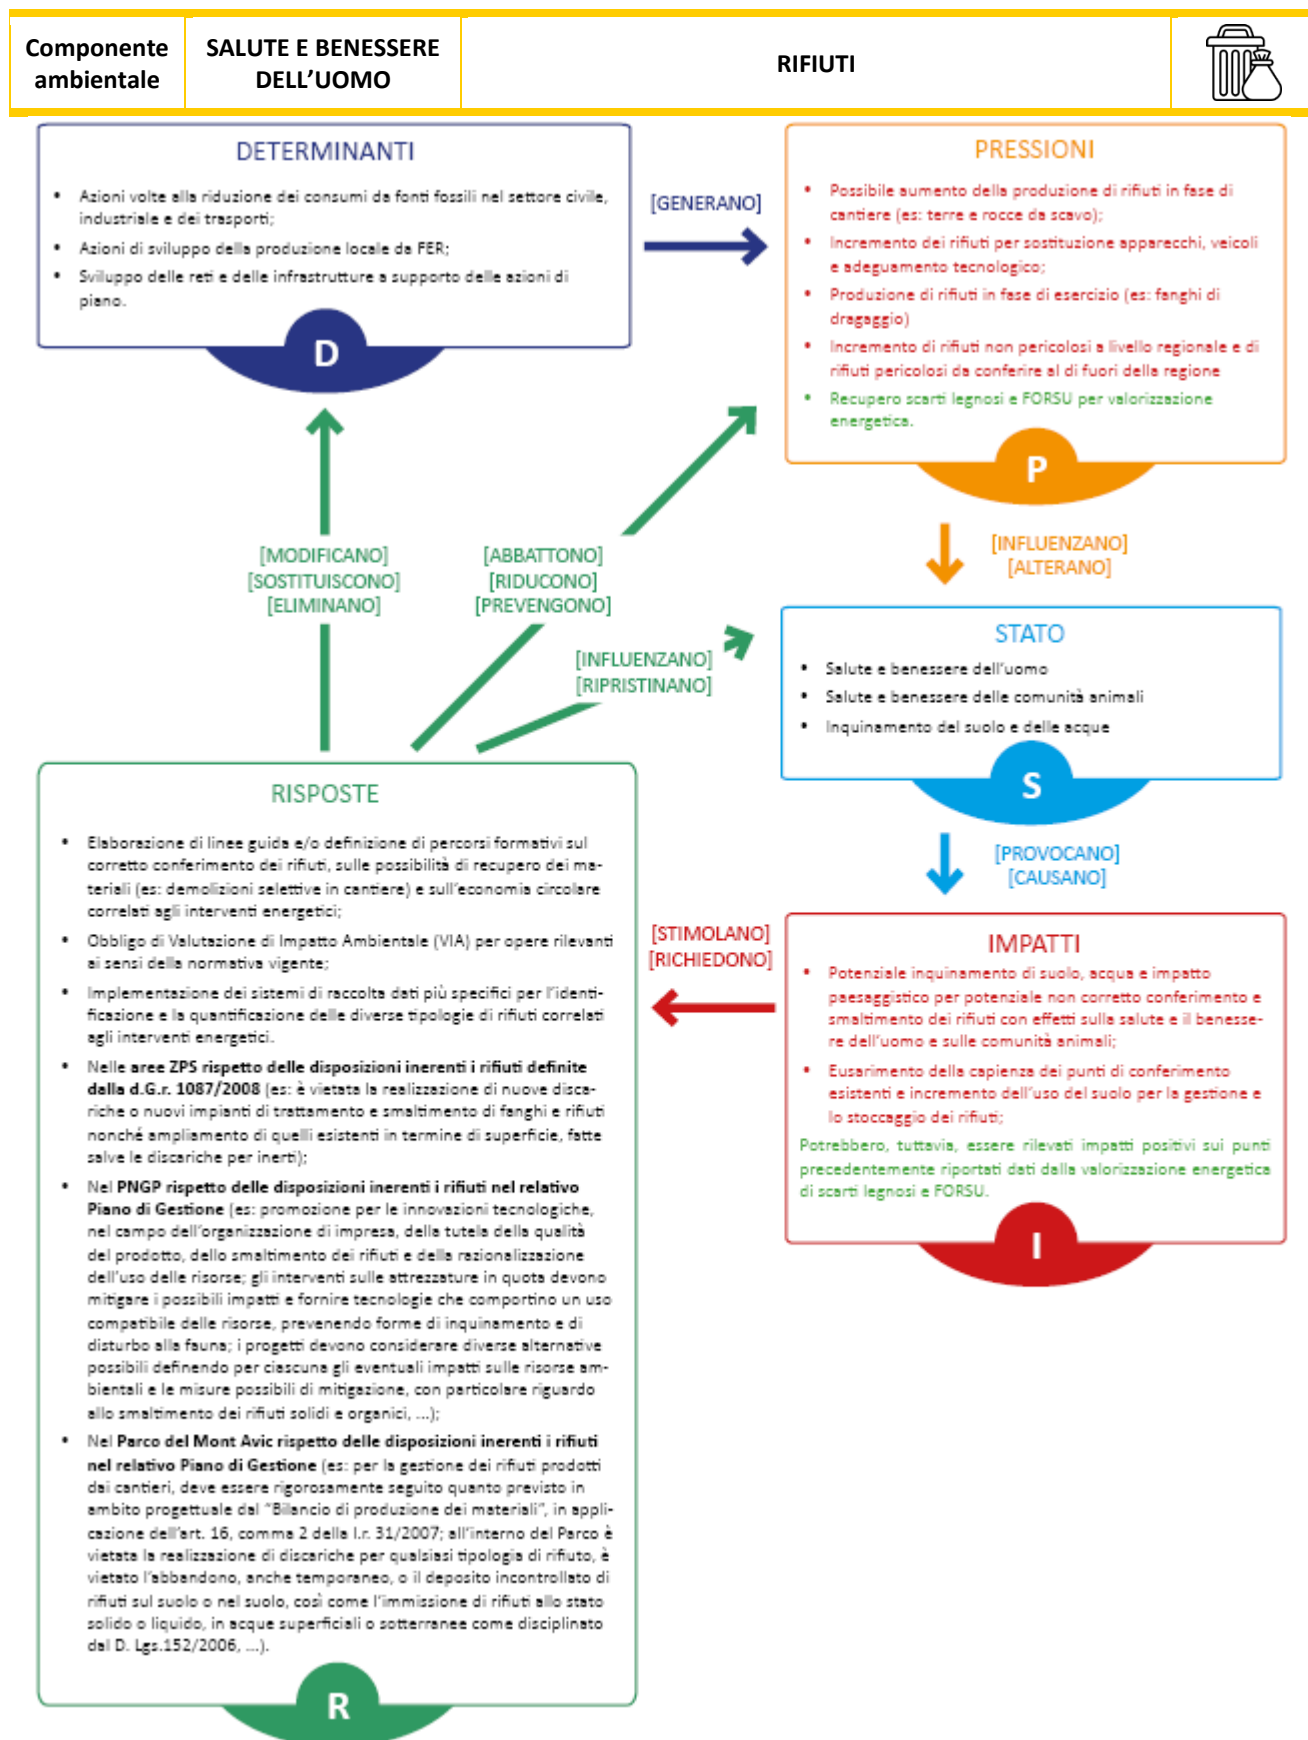 Componente
ambientale
SALUTE E BENESSERE
DELL'UOMO
RIFIUTI
DETERMINANTI
• Azioni volte alla riduzione dei consumi da fonti fossili nel settore civile,
industriale e dei trasporti;
• Azioni di sviluppo della produzione locale da FER;
• Sviluppo delle reti e delle infrastrutture a supporto delle azioni di
piano.
D
[GENERANO]
PRESSIONI
• Possibile aumento della produzione di rifiuti in fase di
cantiere (es: terre e rocce da scavo);
• Incremento dei rifiuti per sostituzione apparecchi, veicoli
e adeguamento tecnologico;
• Produzione di rifiuti in fase di esercizio (es: fanghi di
dragaggio)
• Incremento di rifiuti non pericolosi a livello regionale e di
rifiuti pericolosi da conferire al di fuori della regione
• Recupero scarti legnosi e FORSU per valorizzazione
energetica.
P
[MODIFICANO]
[SOSTITUISCONO]
[ELIMINANO]
[ABBATTONO]
[RIDUCONO]
[PREVENGONO]
[INFLUENZANO]
[ALTERANO]
[INFLUENZANO]
[RIPRISTINANO]
STATO
• Salute e benessere dell'uomo
• Salute e benessere delle comunità animali
• Inquinamento del suolo e delle acque
S
[PROVOCANO]
[CAUSANO]
IMPATTI
• Potenziale inquinamento di suolo, acqua e impatto
paesaggistico per potenziale non corretto conferimento e
smaltimento dei rifiuti con effetti sulla salute e il benesse-
re dell'uomo e sulle comunità animali;
• Eusarimento della capienza dei punti di conferimento
esistenti e incremento dell'uso del suolo per la gestione e
lo stoccaggio dei rifiuti;
Potrebbero, tuttavia, essere rilevati impatti positivi sui punti
precedentemente riportati dati dalla valorizzazione energetica
di scarti legnosi e FORSU.
I
[STIMOLANO]
[RICHIEDONO]
RISPOSTE
• Elaborazione di linee guida e/o definizione di percorsi formativi sul
corretto conferimento dei rifiuti, sulle possibilità di recupero dei ma-
teriali (es: demolizioni selettive in cantiere) e sull'economia circolare
correlati agli interventi energetici;
• Obbligo di Valutazione di Impatto Ambientale (VIA) per opere rilevanti
ai sensi della normativa vigente;
• Implementazione dei sistemi di raccolta dati più specifici per l'identi-
ficazione e la quantificazione delle diverse tipologie di rifiuti correlati
agli interventi energetici.
• Nelle aree ZPS rispetto delle disposizioni inerenti i rifiuti definite
dalla d.G.r. 1087/2008 (es: è vietata la realizzazione di nuove disca-
riche o nuovi impianti di trattamento e smaltimento di fanghi e rifiuti
nonché ampliamento di quelli esistenti in termine di superficie, fatte
salve le discariche per inerti);
• Nel PNGP rispetto delle disposizioni inerenti i rifiuti nel relativo
Piano di Gestione (es: promozione per le innovazioni tecnologiche,
nel campo dell'organizzazione di impresa, della tutela della qualità
del prodotto, dello smaltimento dei rifiuti e della razionalizzazione
dell'uso delle risorse; gli interventi sulle attrezzature in quota devono
mitigare i possibili impatti e fornire tecnologie che comportino un uso
compatibile delle risorse, prevenendo forme di inquinamento e di
disturbo alla fauna; i progetti devono considerare diverse alternative
possibili definendo per ciascuna gli eventuali impatti sulle risorse am-
bientali e le misure possibili di mitigazione, con particolare riguardo
allo smaltimento dei rifiuti solidi e organici, ...);
• Nel Parco del Mont Avic rispetto delle disposizioni inerenti i rifiuti
nel relativo Piano di Gestione (es: per la gestione dei rifiuti prodotti
dai cantieri, deve essere rigorosamente seguito quanto previsto in
ambito progettuale dal "Bilancio di produzione dei materiali", in appli-
cazione dell'art. 16, comma 2 della l.r. 31/2007; all'interno del Parco è
vietata la realizzazione di discariche per qualsiasi tipologia di rifiuto, è
vietato l'abbandono, anche temporaneo, o il deposito incontrollato di
rifiuti sul suolo o nel suolo, così come l'immissione di rifiuti allo stato
solido o liquido, in acque superficiali o sotterranee come disciplinato
dal D. Lgs.152/2006, ...).
R